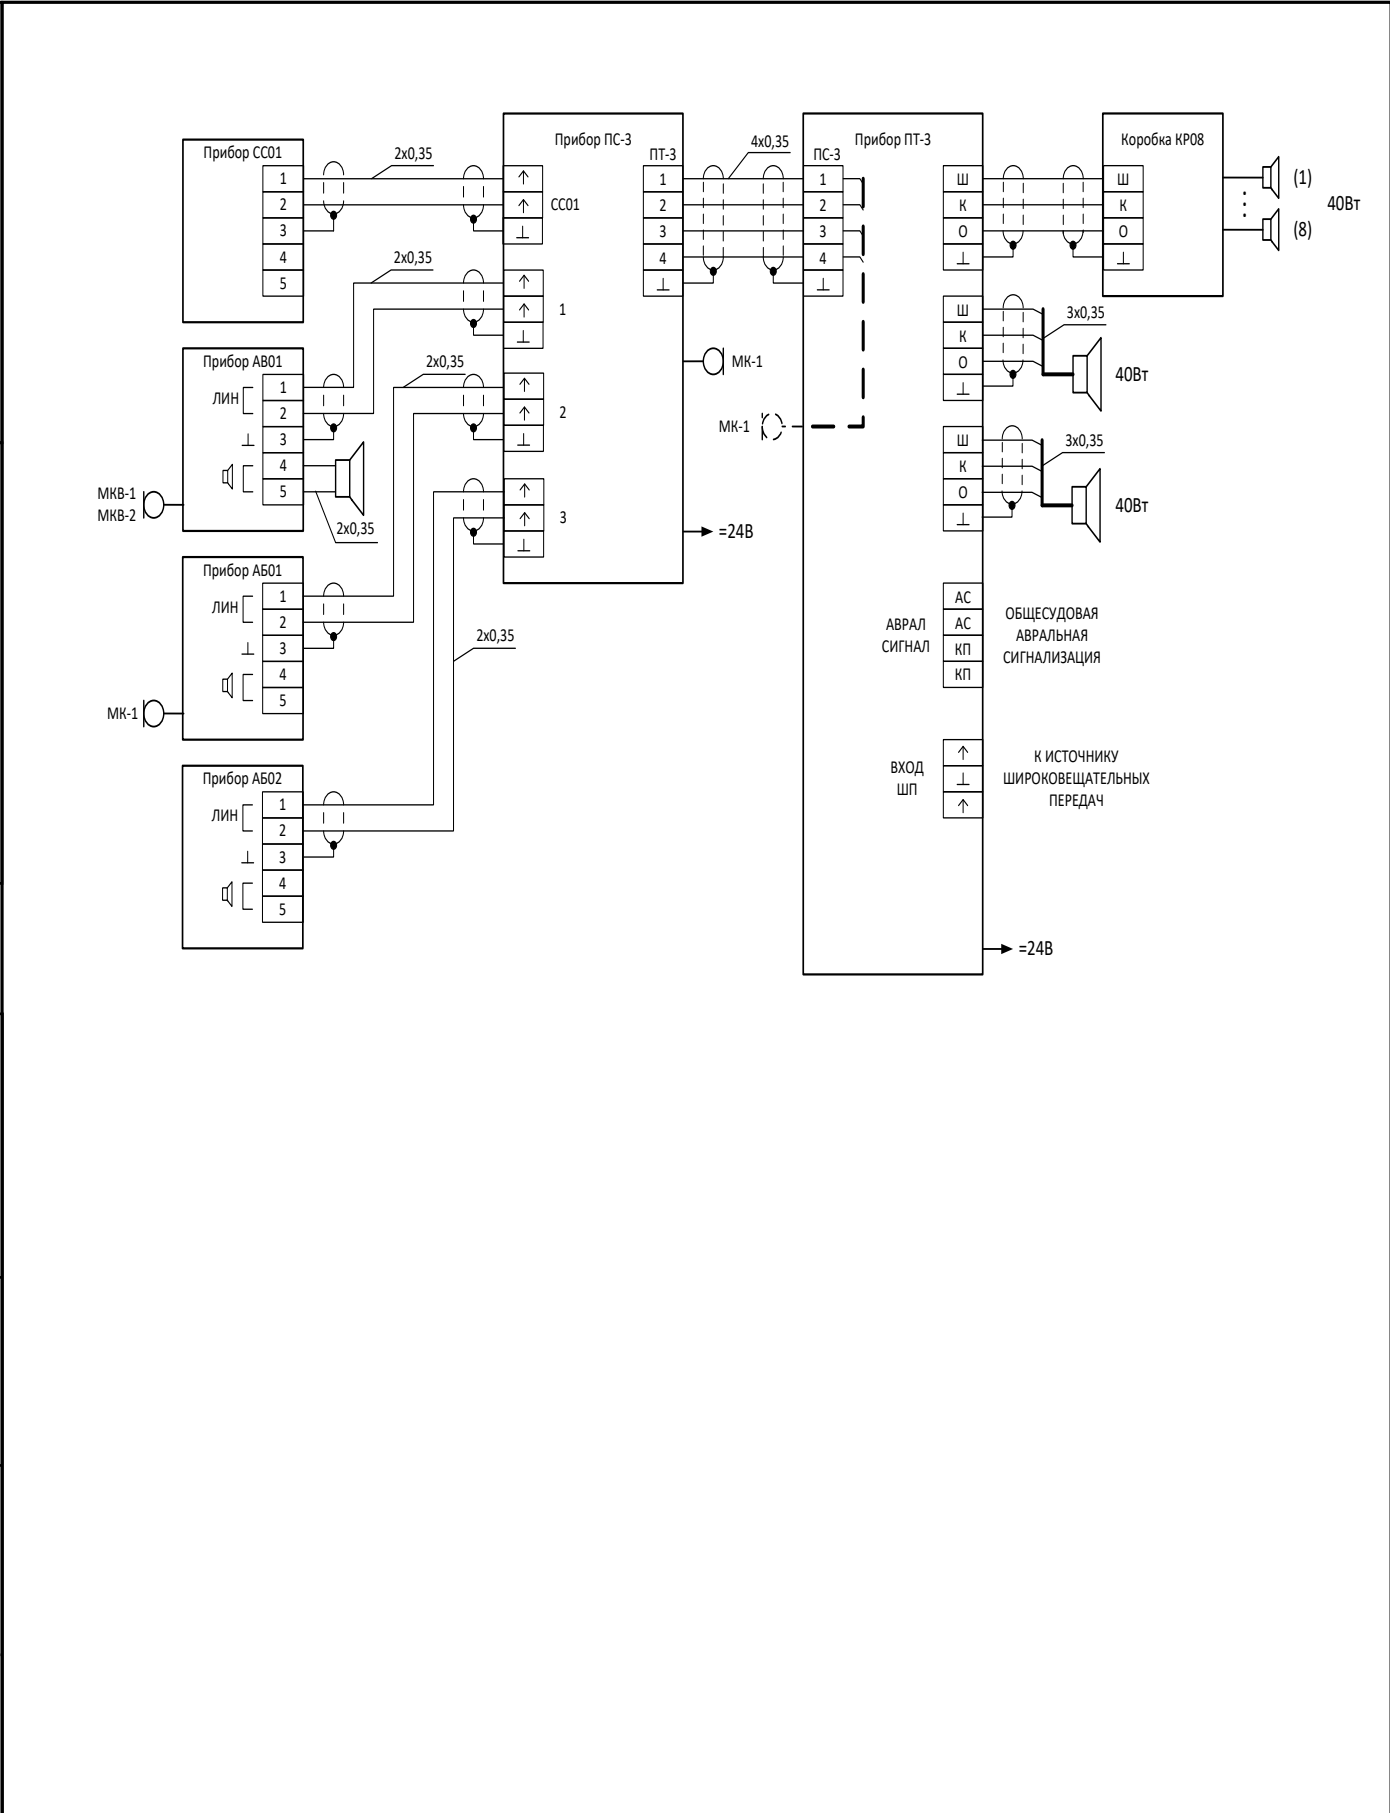 Прибор СС01
1
2
3
4
5
2х0,35
Прибор ПС-3
ПТ-3
↑
↑
⊥
СС01
1
2
3
4
⊥
4х0,35
Прибор ПТ-3
ПС-3
1
2
3
4
⊥
Ш
К
О
⊥
Коробка КР08
Ш
К
О
⊥
(1)
(8)
40Вт
2х0,35
↑
↑
⊥
1
Ш
К
О
⊥
3х0,35
40Вт
Прибор АВ01
ЛИН
⊥
1
2
3
4
5
МКВ-1
МКВ-2
2х0,35
2х0,35
↑
↑
⊥
2
МК-1
МК-1
Ш
К
О
⊥
3х0,35
40Вт
↑
↑
⊥
3
=24В
Прибор АБ01
ЛИН
⊥
1
2
3
4
5
МК-1
2х0,35
АВРАЛ
СИГНАЛ
АС
АС
КП
КП
ОБЩЕСУДОВАЯ
АВРАЛЬНАЯ
СИГНАЛИЗАЦИЯ
Прибор АБ02
ЛИН
⊥
1
2
3
4
5
ВХОД
ШП
↑
⊥
↑
К ИСТОЧНИКУ
ШИРОКОВЕЩАТЕЛЬНЫХ
ПЕРЕДАЧ
=24В